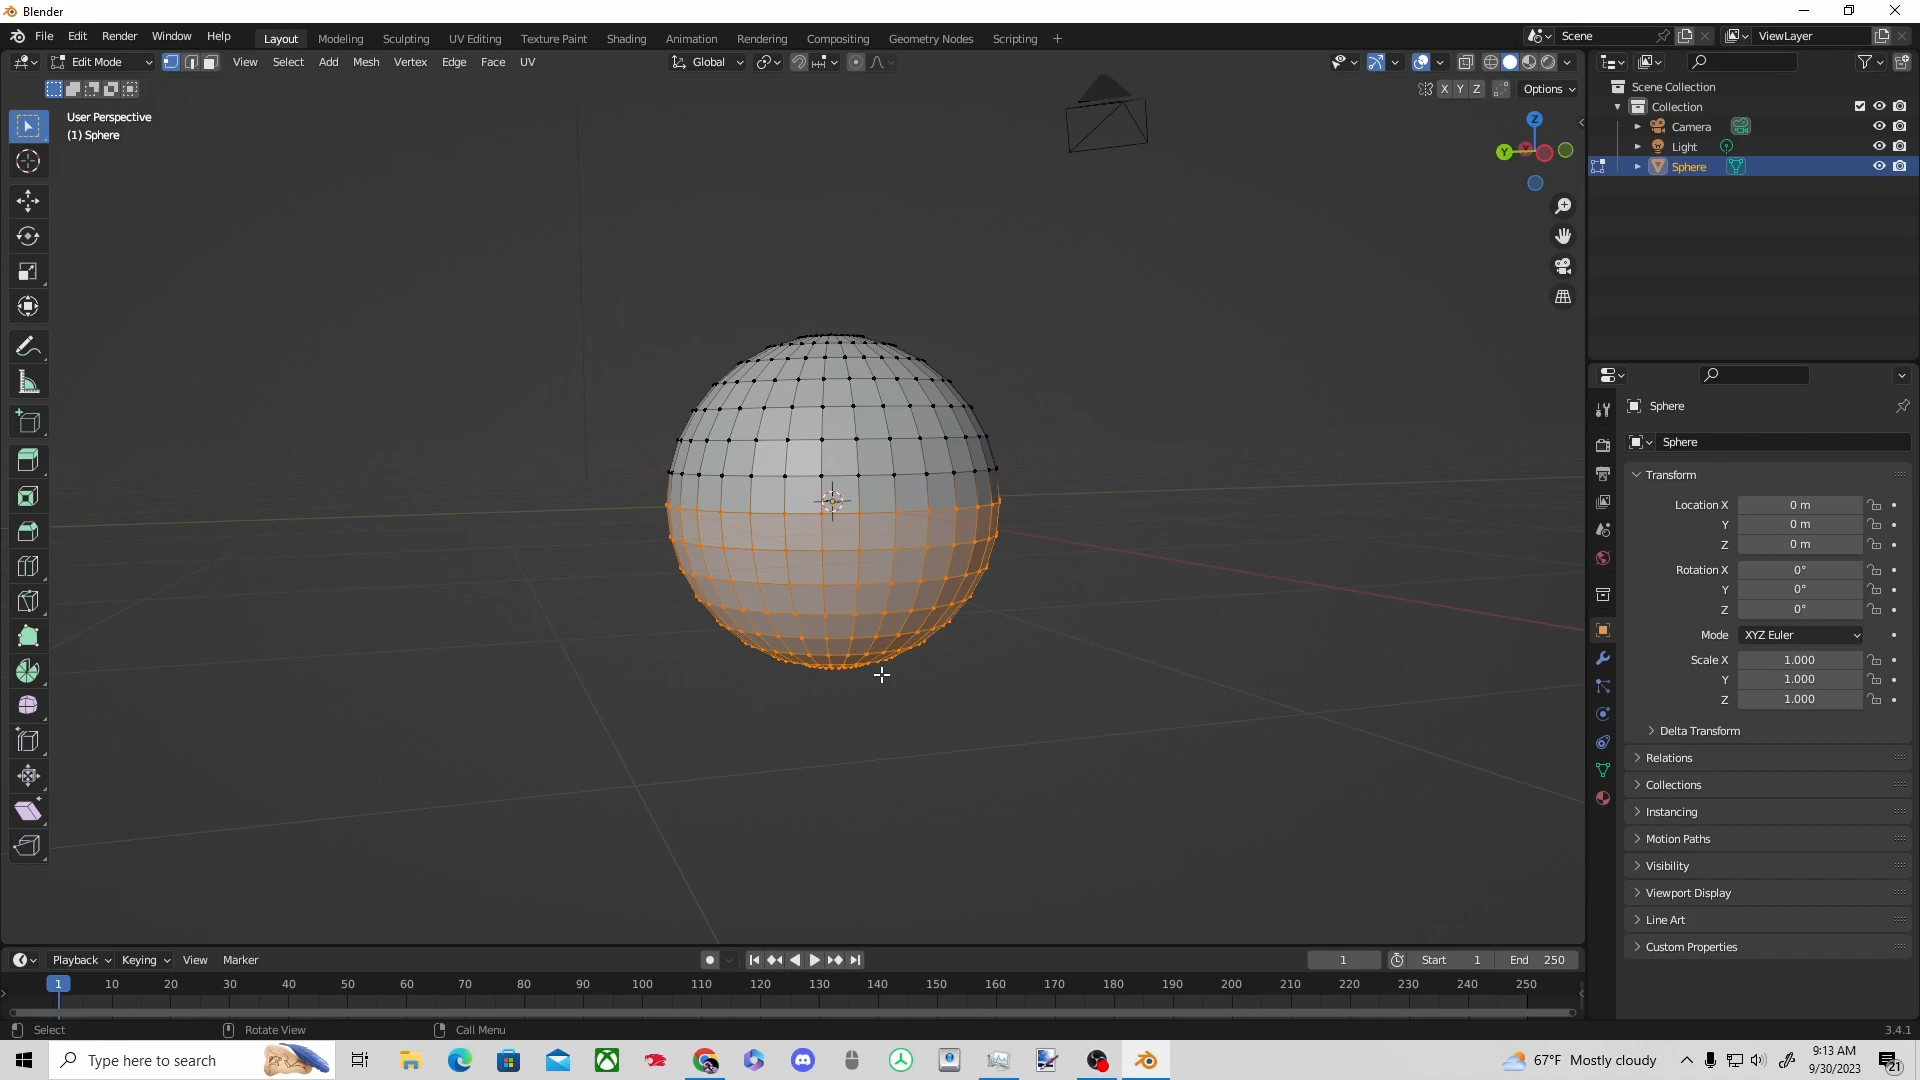 Blender
File Edit Render Window Help
Layout Modeling Sculpting UV Editing Texture Paint Shading Animation Rendering Compositing Geometry Nodes Scripting +
Scene
ViewLayer
Edit Mode View Select Add Mesh Vertex Edge Face UV
Global
X Y Z Options
User Perspective
(1) Sphere
Z
Y
X
Scene Collection
Collection
Camera
Light
Sphere
Sphere
Sphere
Transform
Location X 0 m
Y 0 m
Z 0 m
Rotation X 0°
Y 0°
Z 0°
Mode XYZ Euler
Scale X 1.000
Y 1.000
Z 1.000
Delta Transform
Relations
Collections
Instancing
Motion Paths
Visibility
Viewport Display
Line Art
Custom Properties
Playback Keying View Marker
1 Start 1 End 250
1 10 20 30 40 50 60 70 80 90 100 110 120 130 140 150 160 170 180 190 200 210 220 230 240 250
Select Rotate View Call Menu
3.4.1
Type here to search
67°F Mostly cloudy
9:13 AM
9/30/2023
21